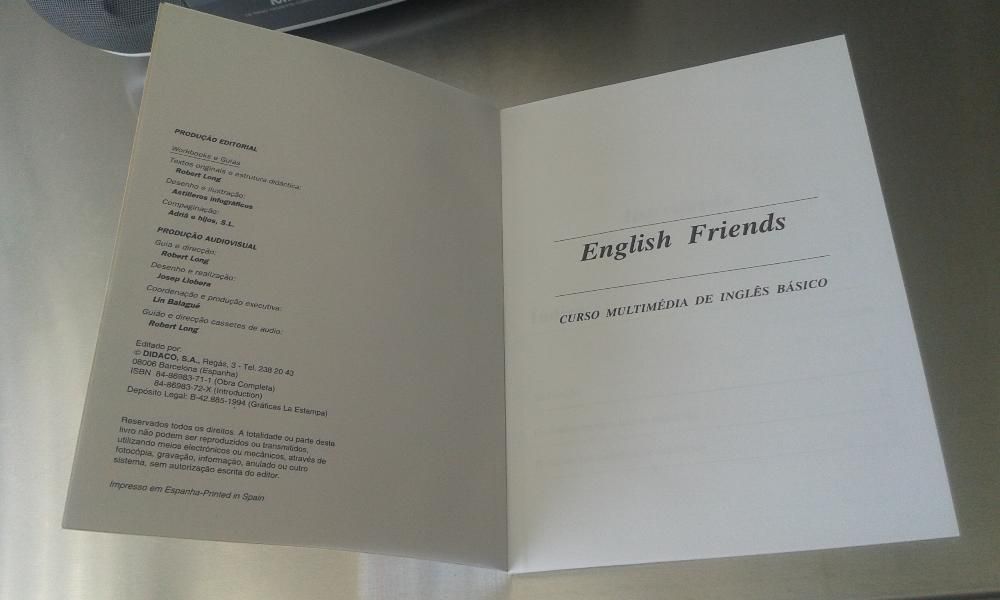 PRODUÇÃO EDITORIAL
Workbooks e Guias
Textos originais e estrutura didáctica:
Robert Long
Desenho e ilustração:
Astilleros infográficos
Compaginação:
Adriá e hijos, S.L.
PRODUÇÃO AUDIOVISUAL
Guia e direcção:
Robert Long
Desenho e realização:
Josep Llobera
Coordenação e produção executiva:
Lin Balagué
Guião e direcção cassetes de audio:
Robert Long
Editado por:
© DIDACO, S.A., Regás, 3 - Tel. 238 20 43
08006 Barcelona (Espanha)
ISBN 84-86983-71-1 (Obra Completa)
84-86983-72-X (Introduction)
Depósito Legal: B-42.885-1994 (Gráficas La Estampa)
Reservados todos os direitos. A totalidade ou parte deste
livro não podem ser reproduzidos ou transmitidos,
utilizando meios electrónicos ou mecânicos, através de
fotocópia, gravação, informação, anulado ou outro
sistema, sem autorização escrita do editor.
Impresso em Espanha-Printed in Spain
English Friends
CURSO MULTIMÉDIA DE INGLÊS BÁSICO